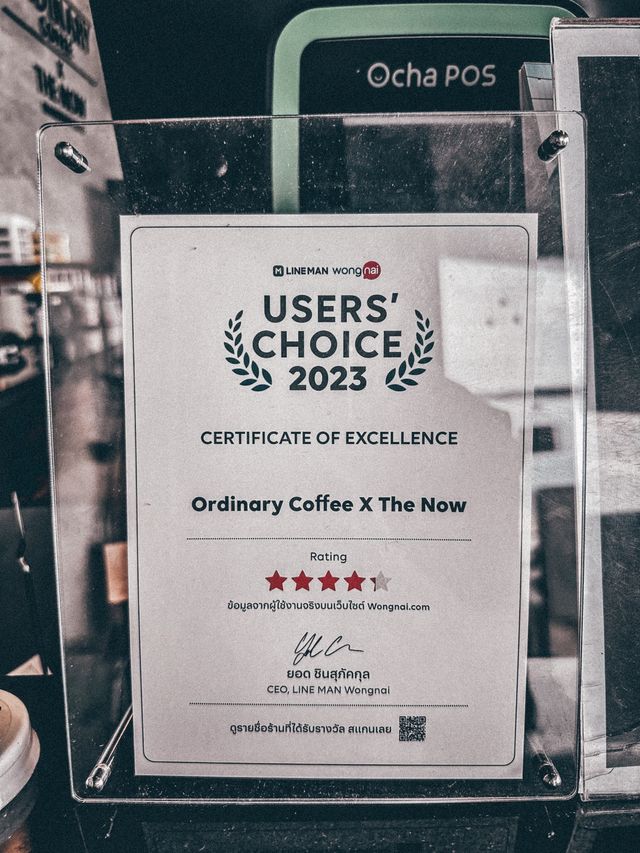 Ocha POS
THE NOW
LINE MAN wongnai
USERS'
CHOICE
2023
CERTIFICATE OF EXCELLENCE
Ordinary Coffee X The Now
Rating
ข้อมูลจากผู้ใช้งานจริงบนเว็บไซต์ Wongnai.com
ยอด ชินสุภัคกุล
CEO, LINE MAN Wongnai
ดูรายชื่อร้านที่ได้รับรางวัล สแกนเลย